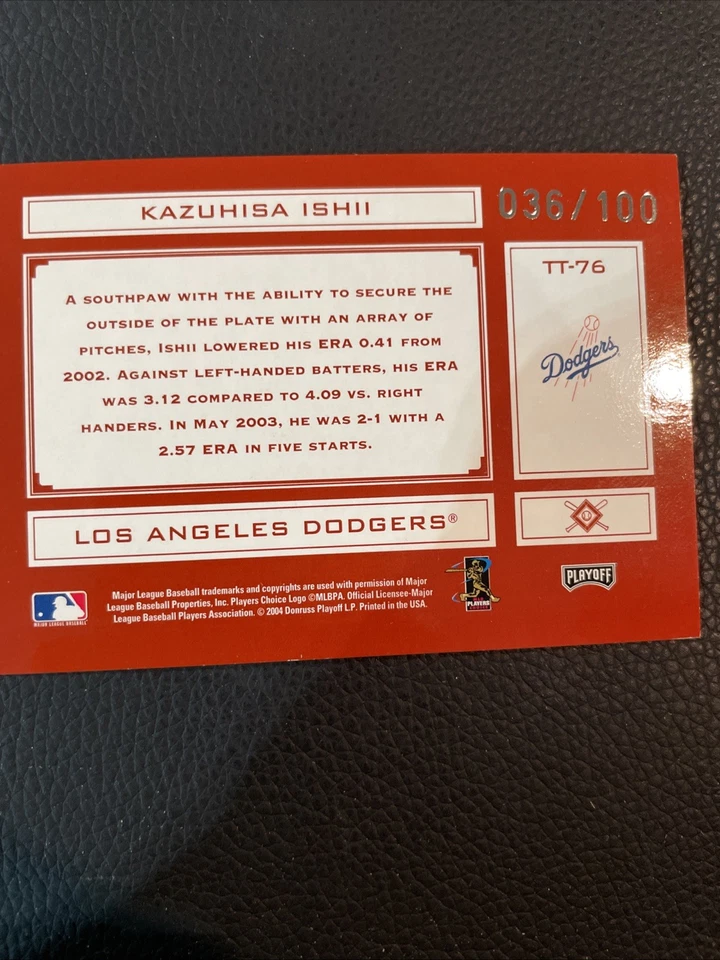 KAZUHISA ISHII
036/100
A SOUTHPAW WITH THE ABILITY TO SECURE THE
OUTSIDE OF THE PLATE WITH AN ARRAY OF
PITCHES, ISHII LOWERED HIS ERA 0.41 FROM
2002. AGAINST LEFT-HANDED BATTERS, HIS ERA
WAS 3.12 COMPARED TO 4.09 VS. RIGHT
HANDERS. IN MAY 2003, HE WAS 2-1 WITH A
2.57 ERA IN FIVE STARTS.
TT-76
Dodgers
LOS ANGELES DODGERS®
MAJOR LEAGUE BASEBALL
Major League Baseball trademarks and copyrights are used with permission of Major
League Baseball Properties, Inc. Players Choice Logo ©MLBPA. Official Licensee-Major
League Baseball Players Association. © 2004 Donruss Playoff L.P. Printed in the USA.
PLAYERS
PLAYOFF